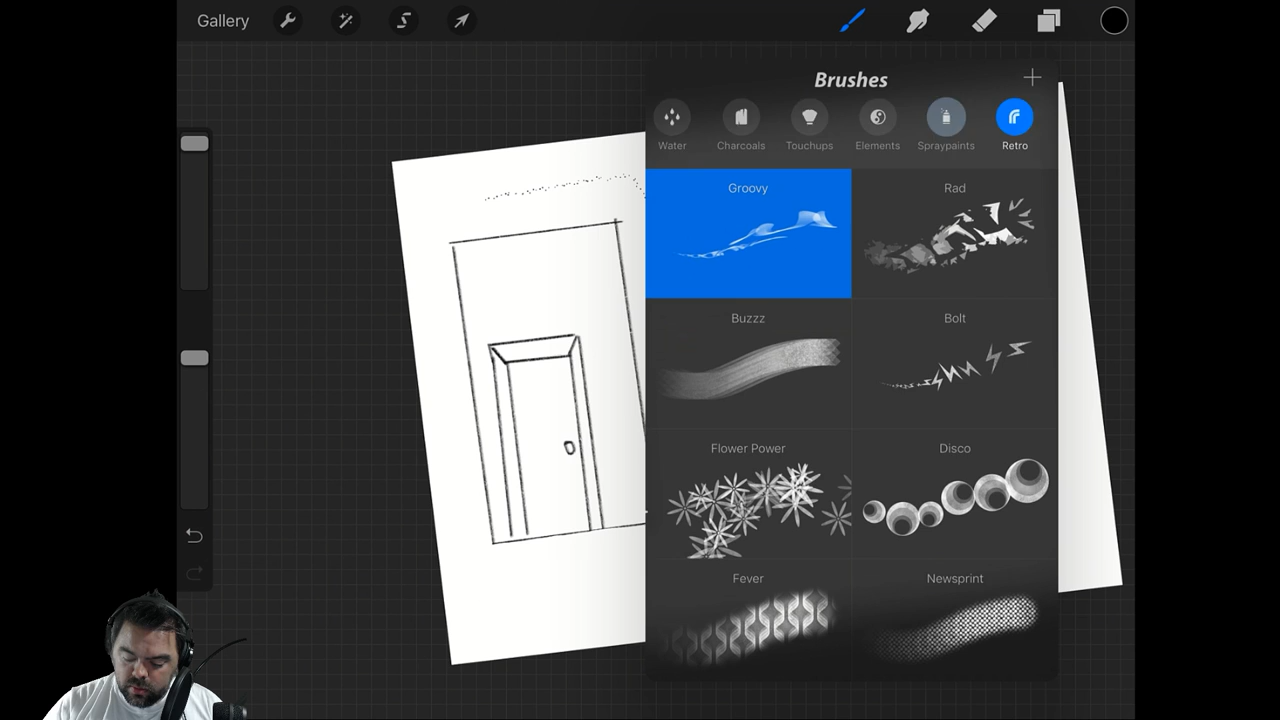 Gallery
Brushes
Water Charcoals Touchups Elements Spraypaints Retro
Groovy Rad
Buzzz Bolt
Flower Power Disco
Fever Newsprint